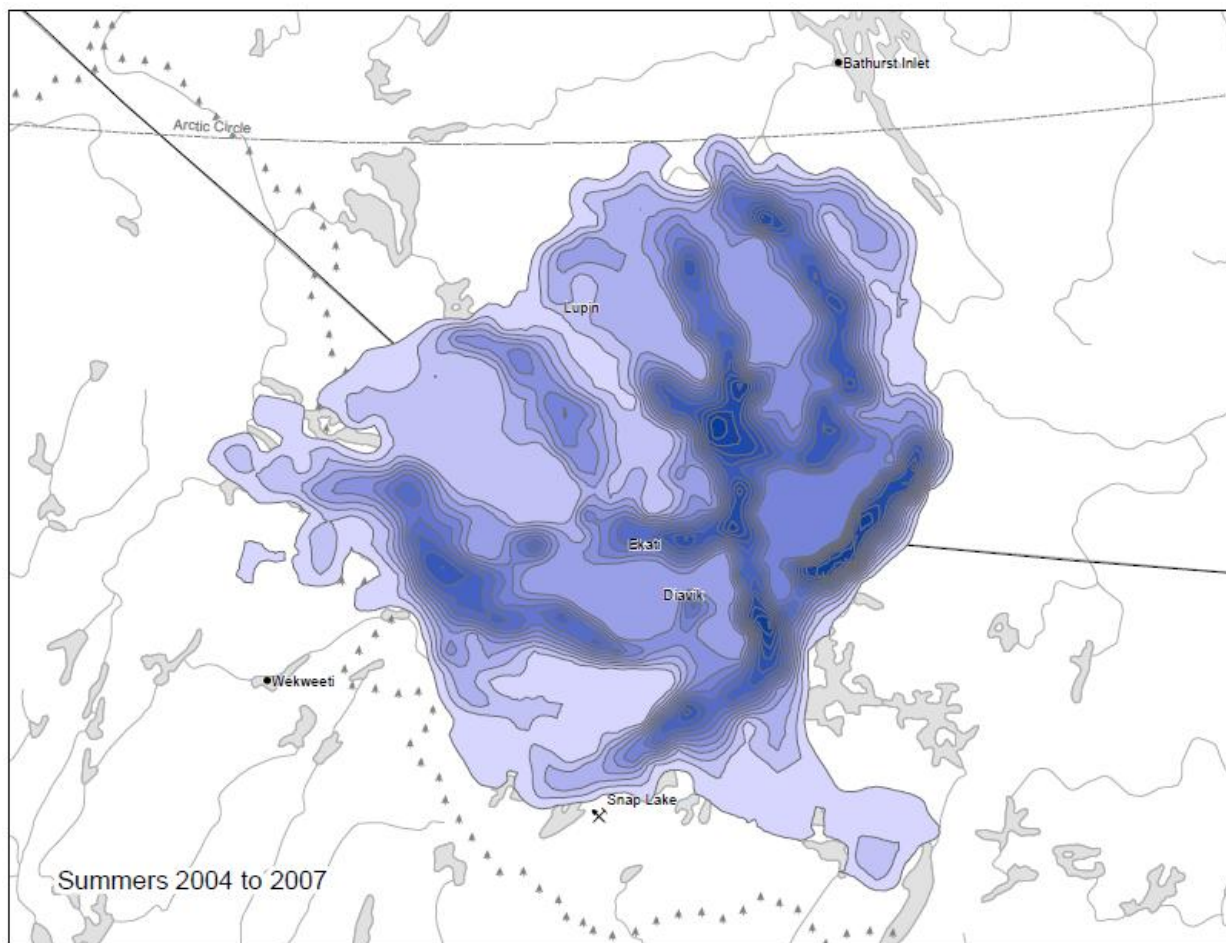 Bathurst Inlet
Arctic Circle
Lupin
Ekati
Diavik
Wekweeti
Snap Lake
Summers 2004 to 2007